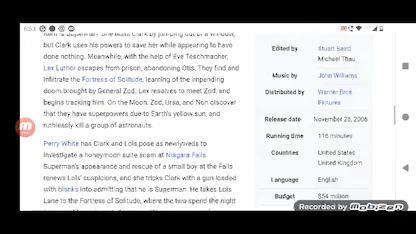 5:53
Kent is Superman. She tests Clark by jumping out of a window,
but Clark uses his powers to save her while appearing to have
done nothing. Meanwhile, with the help of Eve Teschmacher,
Lex Luthor escapes from prison, abandoning Otis. They find and
infiltrate the Fortress of Solitude, learning of the impending
doom brought by General Zod. Lex resolves to meet Zod, and
begins tracking him. On the Moon, Zod, Ursa, and Non discover
that they have superpowers due to Earth's yellow sun, and
ruthlessly kill a group of astronauts.
Perry White has Clark and Lois pose as newlyweds to
investigate a honeymoon suite scam at Niagara Falls.
Superman's appearance and rescue of a small boy at the Falls
renews Lois' suspicions, and she tricks Clark with a gun loaded
with blanks into admitting that he is Superman. He takes Lois
Lane to the Fortress of Solitude, where the two spend the night
Edited by Stuart Baird
Michael Thau
Music by John Williams
Distributed by Warner Bros.
Pictures
Release date November 28, 2006
Running time 116 minutes
Countries United States
United Kingdom
Language English
Budget $54 million
Recorded by Mobizen